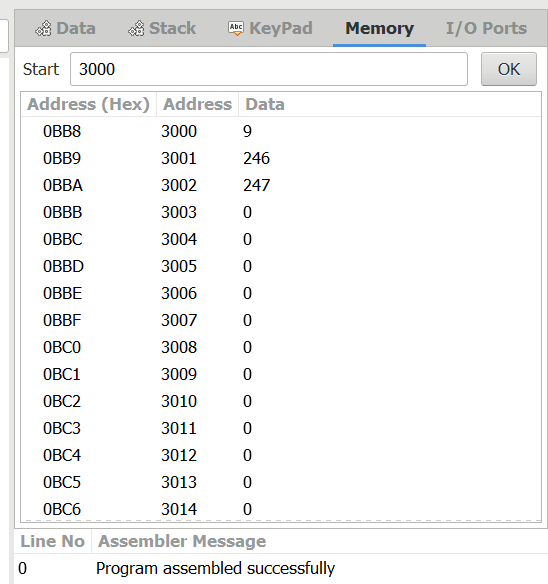 Data Stack Abc KeyPad Memory I/O Ports
Start 3000 OK
Address (Hex) Address Data
0BB8 3000 9
0BB9 3001 246
0BBA 3002 247
0BBB 3003 0
0BBC 3004 0
0BBD 3005 0
0BBE 3006 0
0BBF 3007 0
0BC0 3008 0
0BC1 3009 0
0BC2 3010 0
0BC3 3011 0
0BC4 3012 0
0BC5 3013 0
0BC6 3014 0
Line No Assembler Message
0 Program assembled successfully